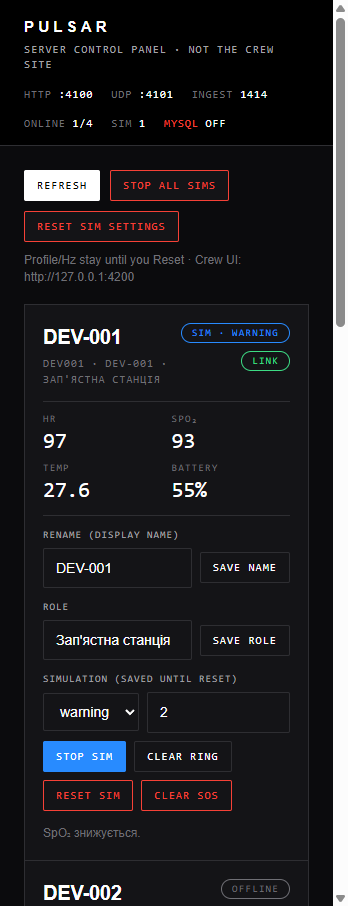 PULSAR
SERVER CONTROL PANEL · NOT THE CREW
SITE
HTTP :4100 UDP :4101 INGEST 1414
ONLINE 1/4 SIM 1 MYSQL OFF
REFRESH STOP ALL SIMS
RESET SIM SETTINGS
Profile/Hz stay until you Reset · Crew UI:
http://127.0.0.1:4200
DEV-001 SIM · WARNING
LINK
DEV001 · DEV-001 ·
ЗАП'ЯСТНА СТАНЦІЯ
HR SPO₂
97 93
TEMP BATTERY
27.6 55%
RENAME (DISPLAY NAME)
DEV-001 SAVE NAME
ROLE
Зап'ястна станція SAVE ROLE
SIMULATION (SAVED UNTIL RESET)
warning 2
STOP SIM CLEAR RING
RESET SIM CLEAR SOS
SpO₂ знижується.
DEV-002 OFFLINE